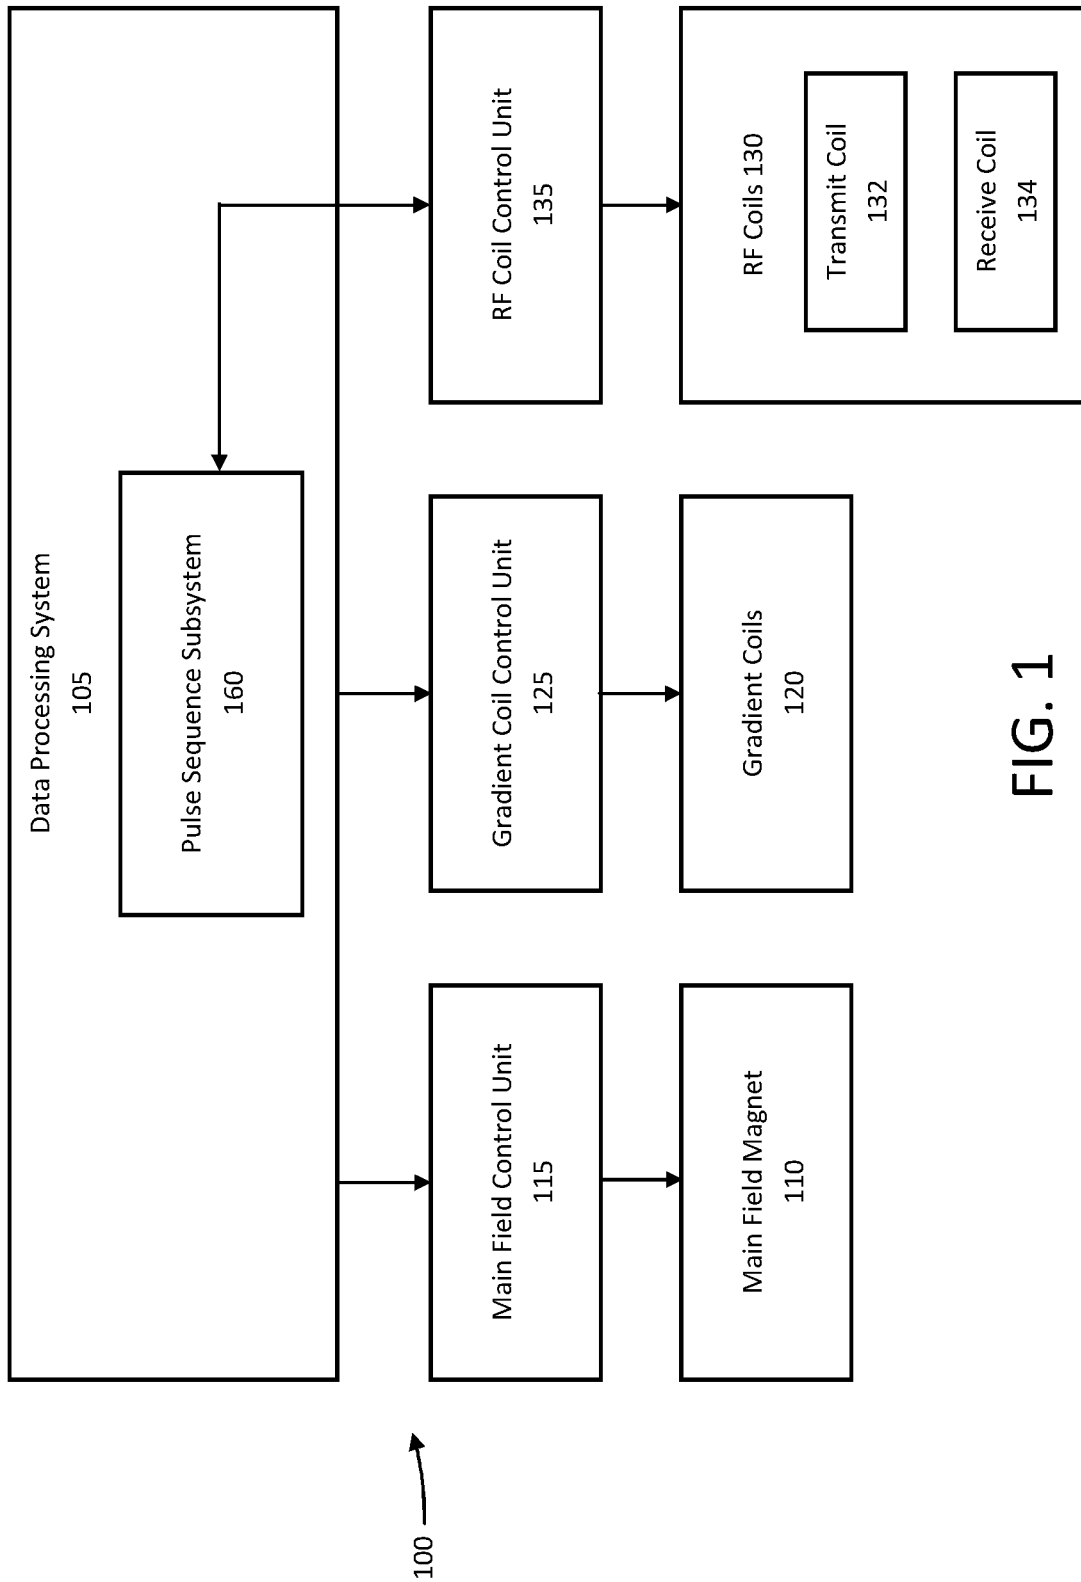 Data Processing System
105
Pulse Sequence Subsystem
160
Main Field Control Unit
115
Gradient Coil Control Unit
125
RF Coil Control Unit
135
Main Field Magnet
110
Gradient Coils
120
RF Coils 130
Transmit Coil
132
Receive Coil
134
100
FIG. 1